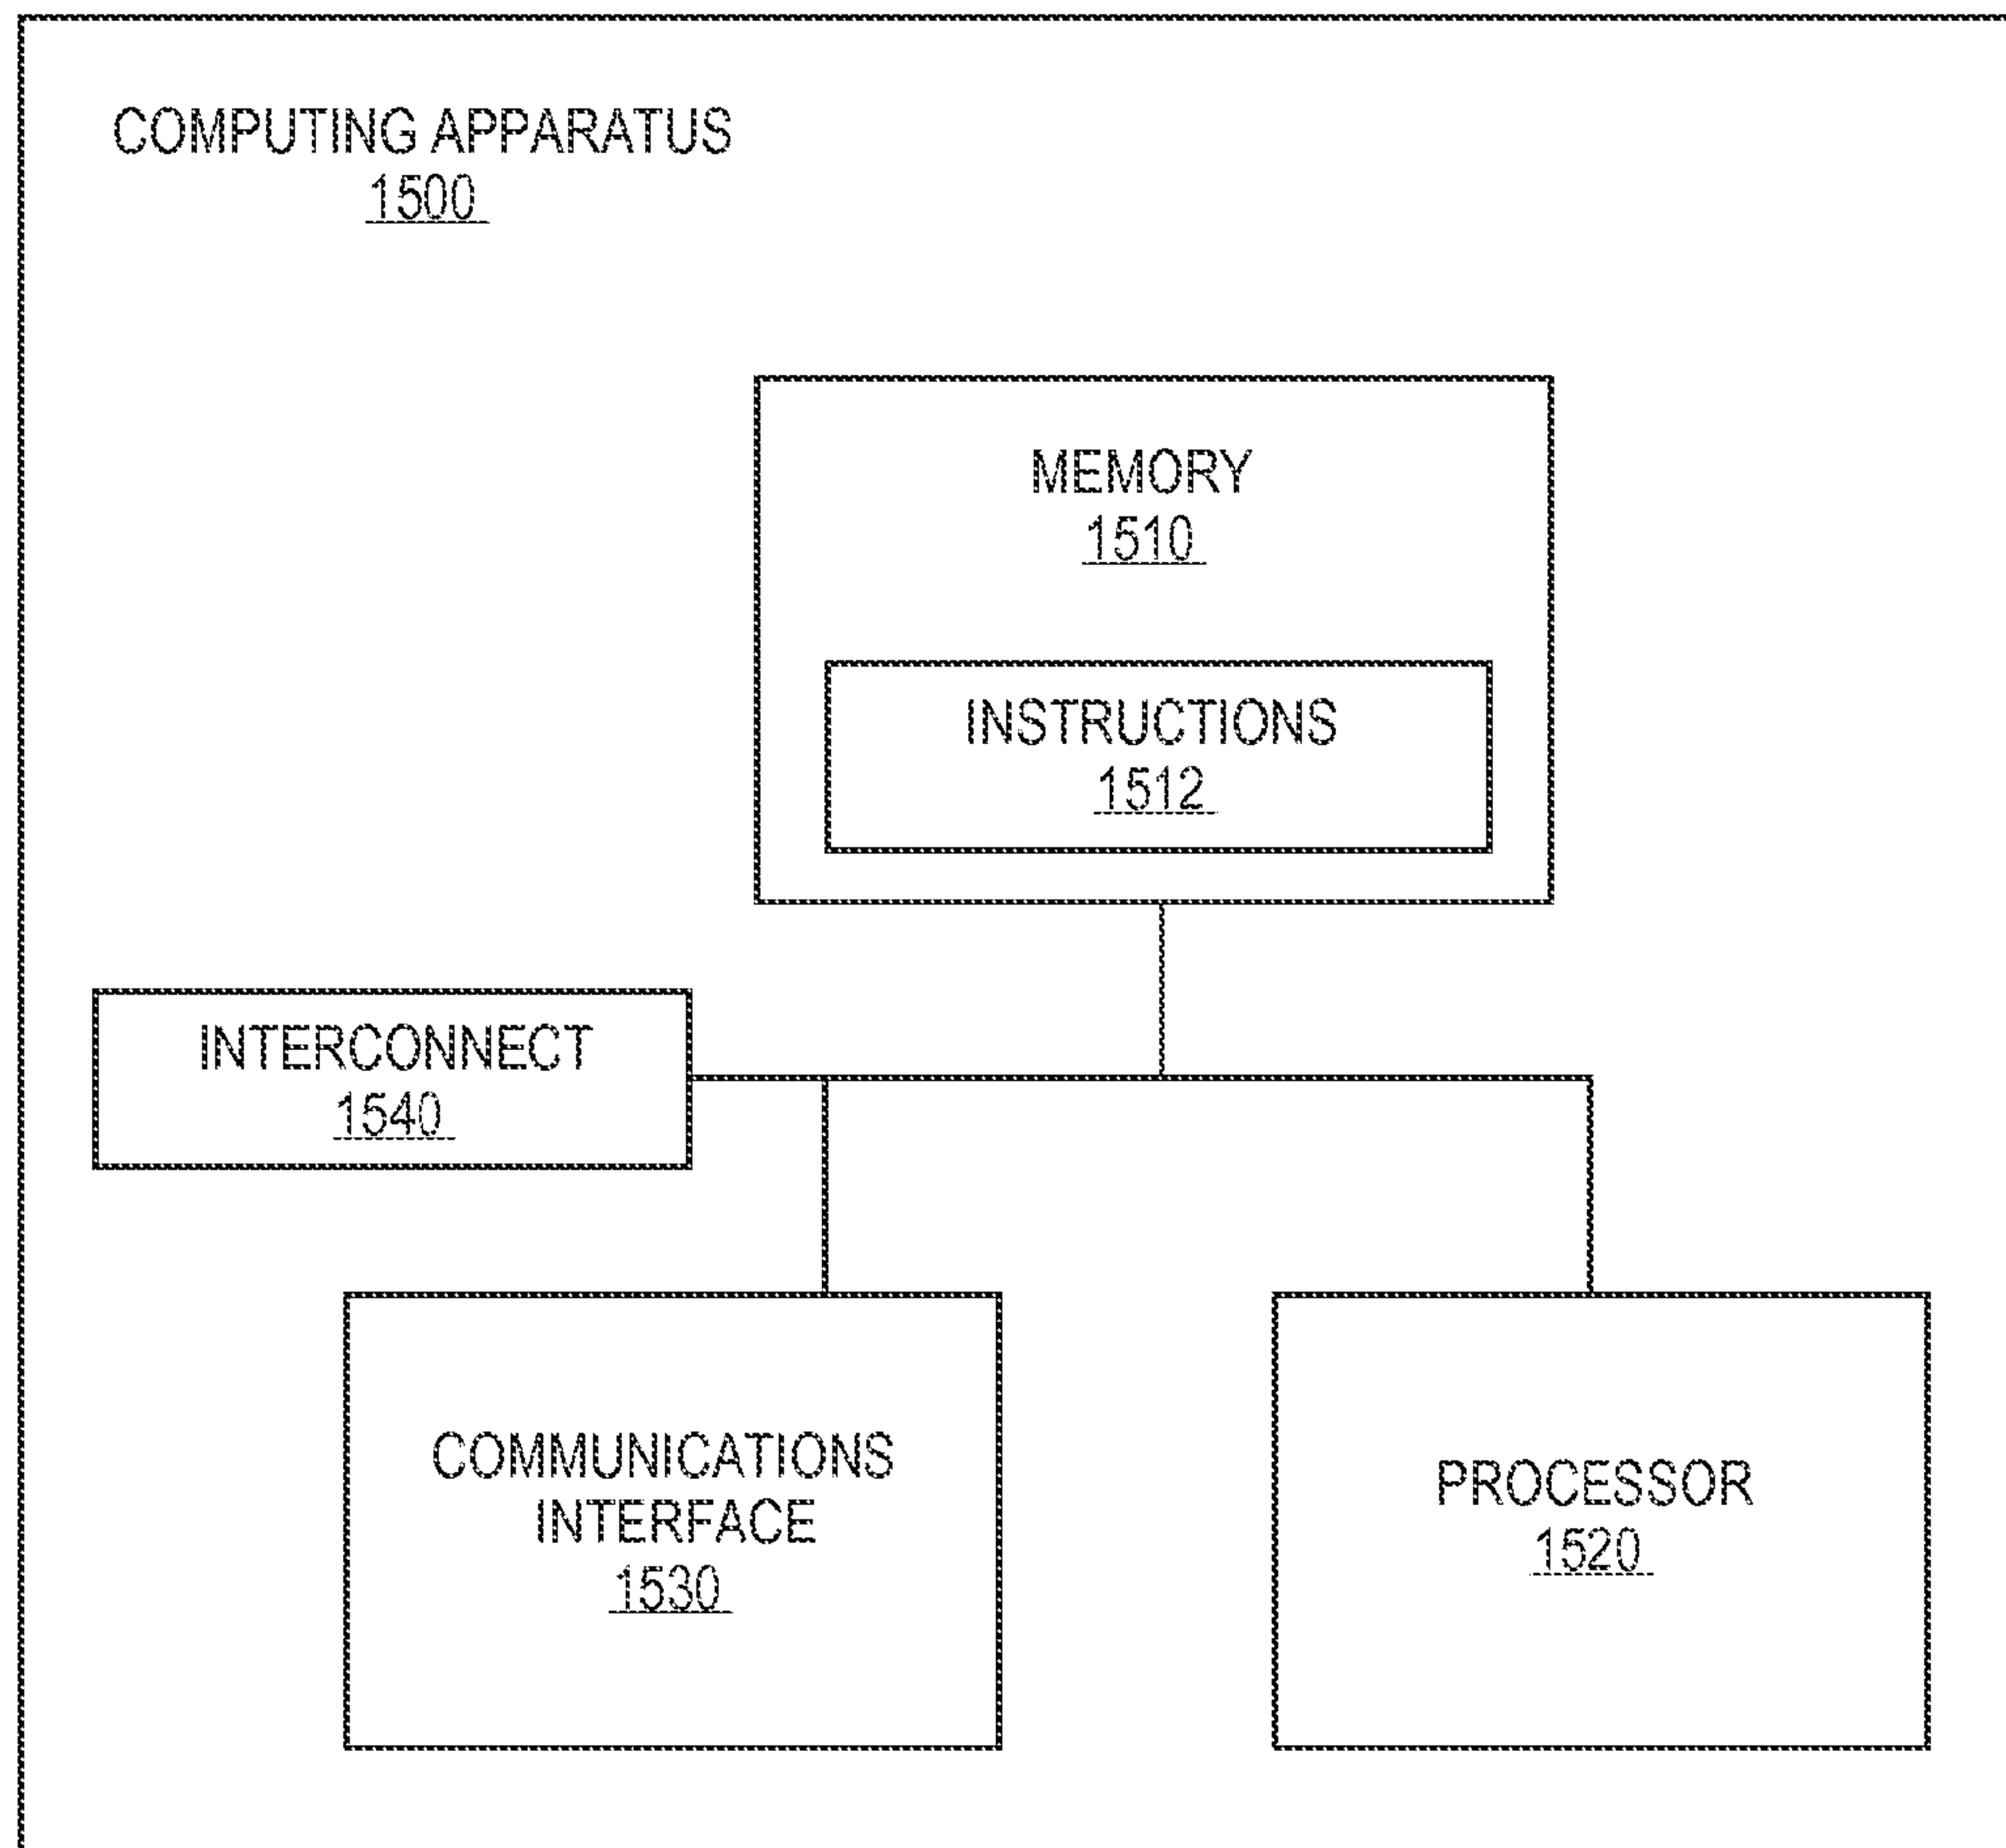 COMPUTING APPARATUS
1500
MEMORY
1510
INSTRUCTIONS
1512
INTERCONNECT
1540
COMMUNICATIONS
INTERFACE
1530
PROCESSOR
1520